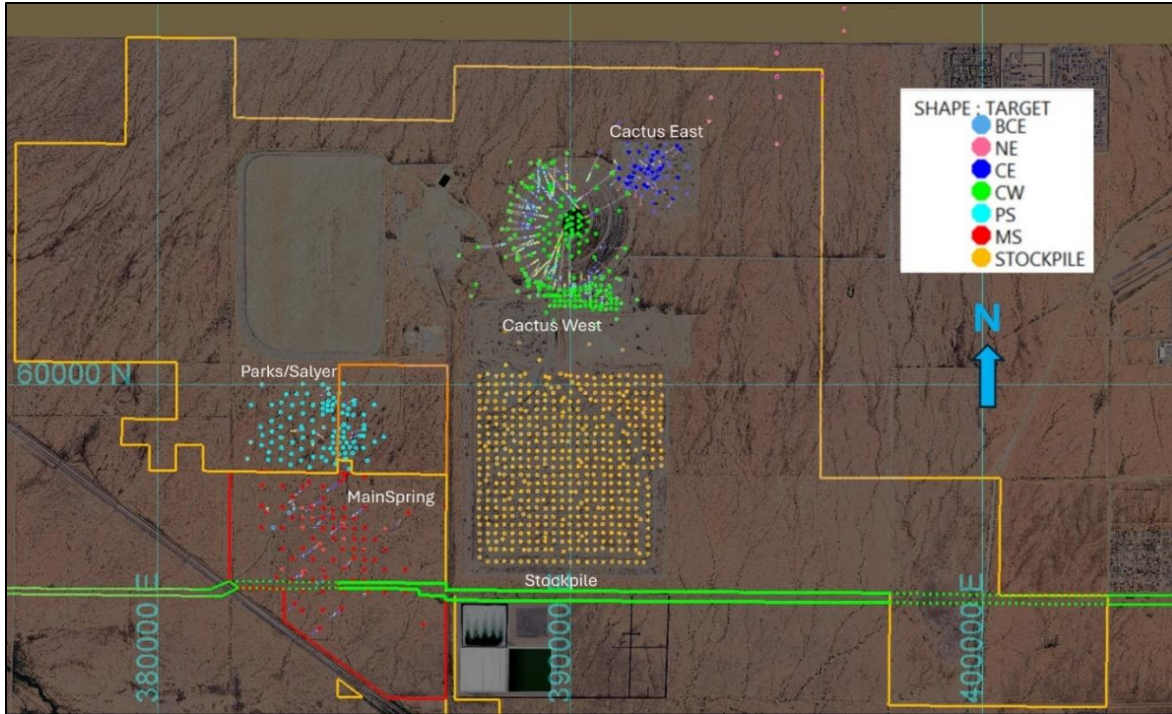 Cactus East
SHAPE : TARGET
BCE
NE
CE
CW
PS
MS
STOCKPILE
Cactus West
N
60000 N
Parks/Salyer
MainSpring
Stockpile
380000 E
390000 E
400000 E